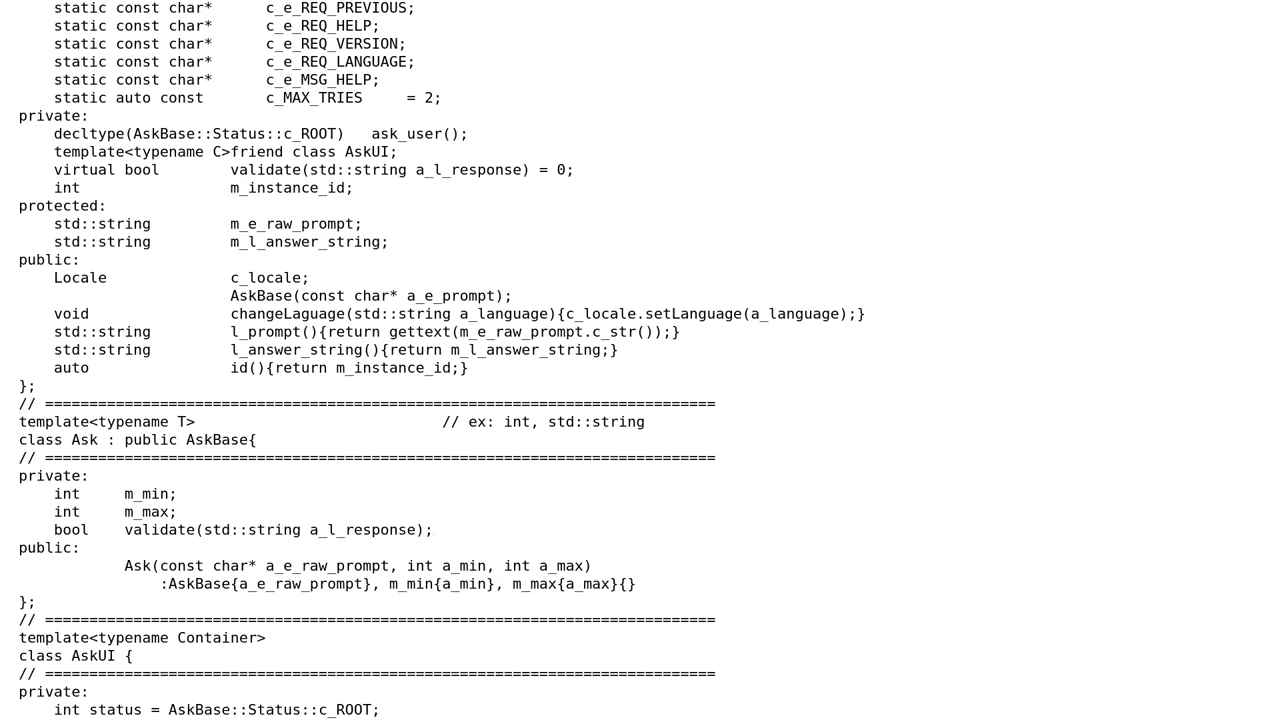 static const char*      c_e_REQ_PREVIOUS;
    static const char*      c_e_REQ_HELP;
    static const char*      c_e_REQ_VERSION;
    static const char*      c_e_REQ_LANGUAGE;
    static const char*      c_e_MSG_HELP;
    static auto const       c_MAX_TRIES     = 2;
private:
    decltype(AskBase::Status::c_ROOT)   ask_user();
    template<typename C>friend class AskUI;
    virtual bool        validate(std::string a_l_response) = 0;
    int                 m_instance_id;
protected:
    std::string         m_e_raw_prompt;
    std::string         m_l_answer_string;
public:
    Locale              c_locale;
                        AskBase(const char* a_e_prompt);
    void                changeLaguage(std::string a_language){c_locale.setLanguage(a_language);}
    std::string         l_prompt(){return gettext(m_e_raw_prompt.c_str());}
    std::string         l_answer_string(){return m_l_answer_string;}
    auto                id(){return m_instance_id;}
};
// ============================================================================
template<typename T>                            // ex: int, std::string
class Ask : public AskBase{
// ============================================================================
private:
    int     m_min;
    int     m_max;
    bool    validate(std::string a_l_response);
public:
            Ask(const char* a_e_raw_prompt, int a_min, int a_max)
                :AskBase{a_e_raw_prompt}, m_min{a_min}, m_max{a_max}{}
};
// ============================================================================
template<typename Container>
class AskUI {
// ============================================================================
private:
    int status = AskBase::Status::c_ROOT;